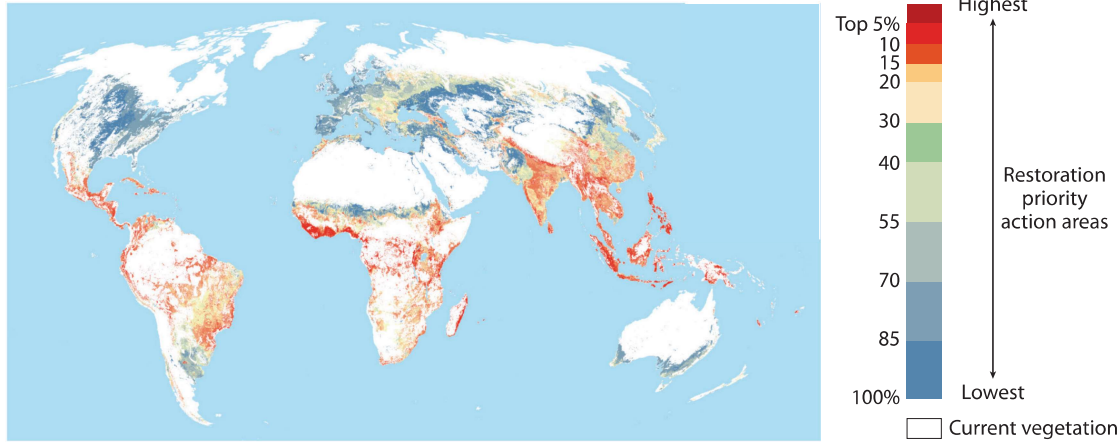 Highest
Top 5%
10
15
20
30
40
55
70
85
100%
Restoration
priority
action areas
Lowest
Current vegetation